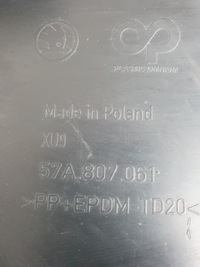 Made in Poland
XU9
57A.807.061
>PP+EPDM-TD20<